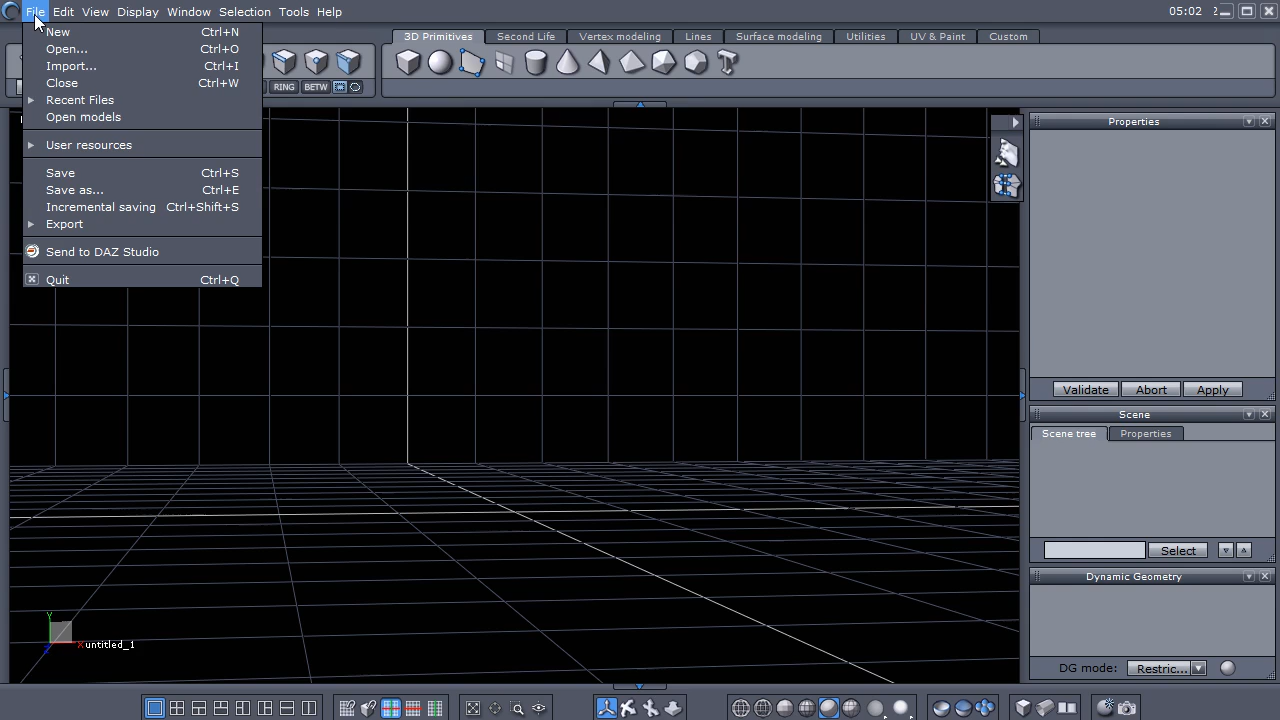 File Edit View Display Window Selection Tools Help 05:02
New Ctrl+N
Open... Ctrl+O
Import... Ctrl+I
Close Ctrl+W
Recent Files
Open models
User resources
Save Ctrl+S
Save as... Ctrl+E
Incremental saving Ctrl+Shift+S
Export
Send to DAZ Studio
Quit Ctrl+Q
3D Primitives Second Life Vertex modeling Lines Surface modeling Utilities UV & Paint Custom
RING BETW
Properties
Validate Abort Apply
Scene
Scene tree Properties
Select
Dynamic Geometry
DG mode: Restric...
Y
X untitled_1
Z